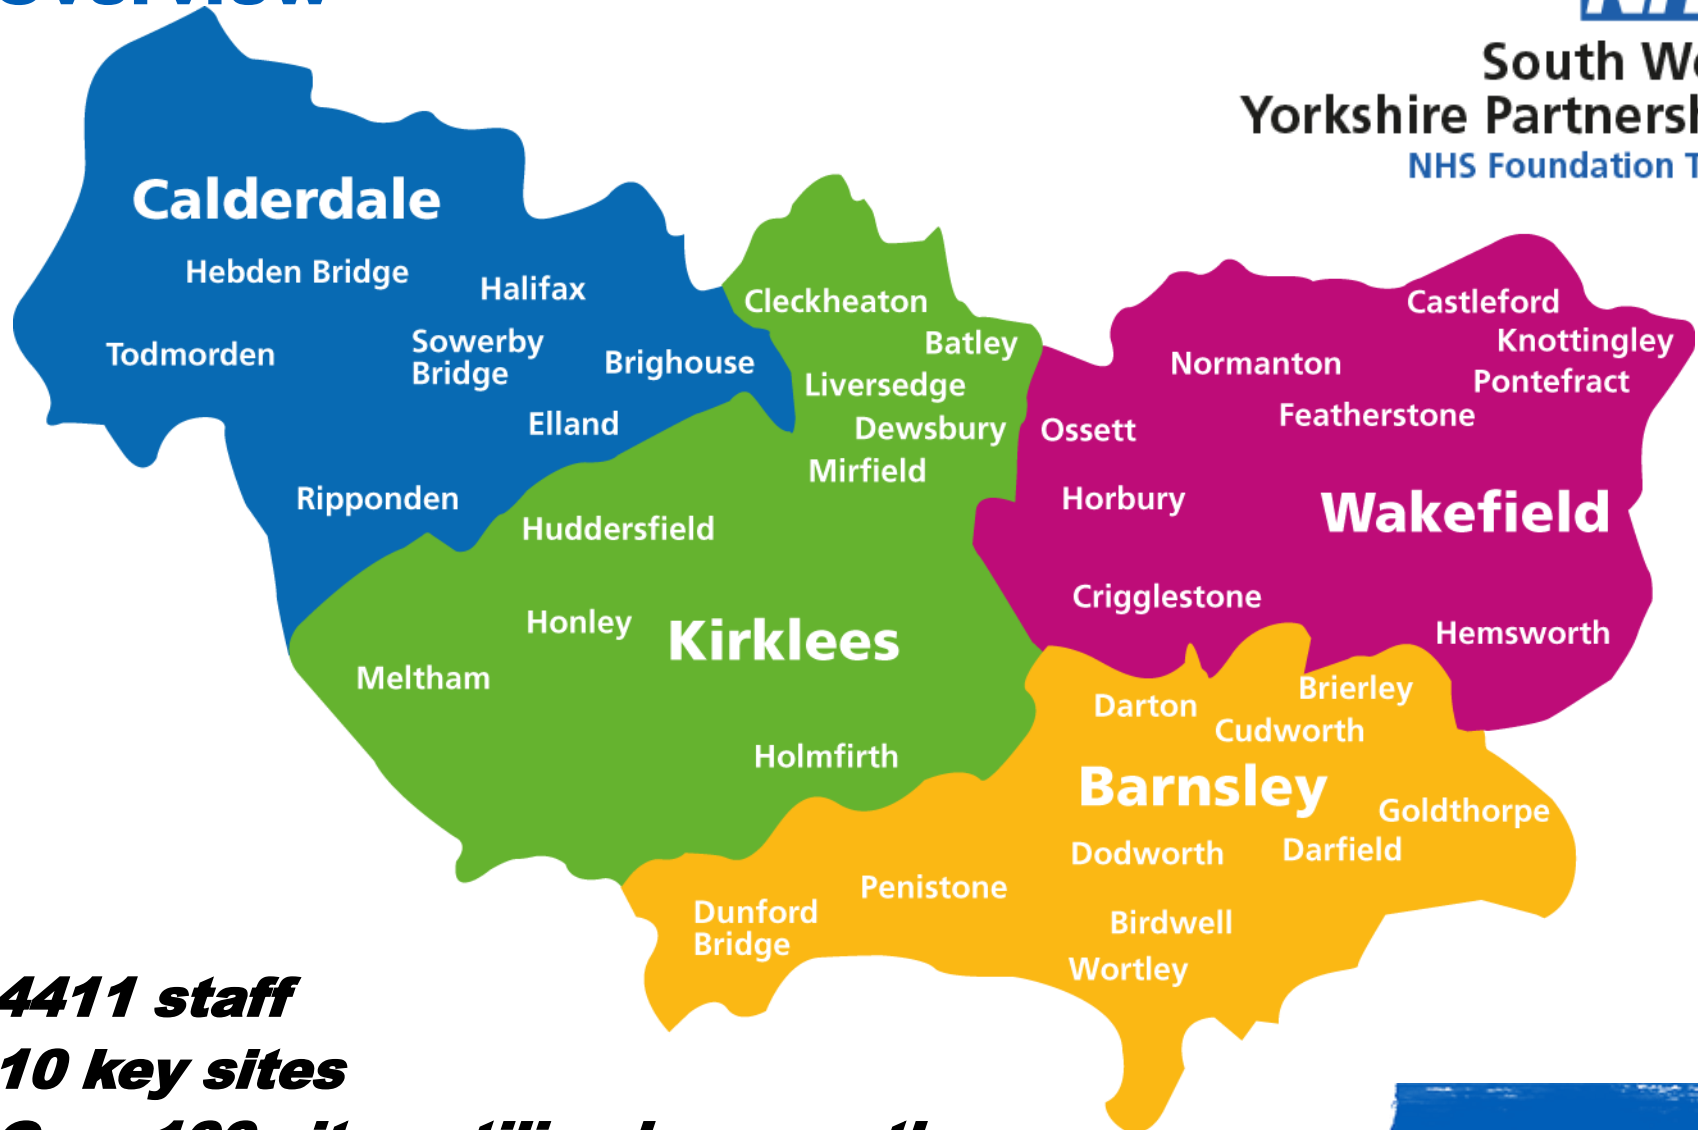 Overview
South
Yorkshire
NHS Foundation
Calderdale
Hebden Bridge
Halifax
Todmorden
Sowerby
Bridge
Brighouse
Elland
Ripponden
Cleckheaton
Batley
Liversedge
Dewsbury
Mirfield
Huddersfield
Honley
Kirklees
Meltham
Holmfirth
Castleford
Knottingley
Normanton
Pontefract
Featherstone
Ossett
Horbury
Wakefield
Crigglestone
Hemsworth
Darton
Brierley
Cudworth
Barnsley
Goldthorpe
Dodworth
Darfield
Penistone
Dunford
Bridge
Birdwell
Wortley
4411 staff
10 key sites